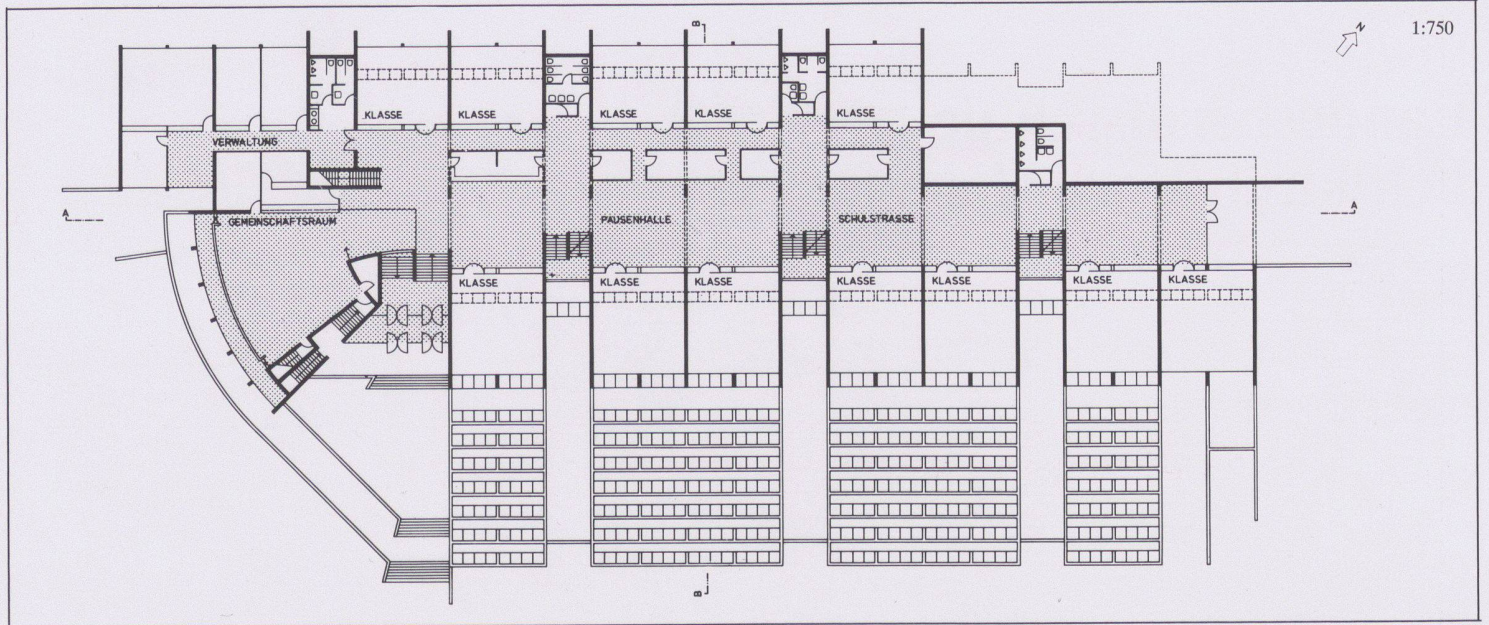 B
N
1:750
KLASSE KLASSE KLASSE KLASSE KLASSE
VERWALTUNG
A GEMEINSCHAFTSRAUM PAUSENHALLE SCHULSTRASSE A
KLASSE KLASSE KLASSE KLASSE KLASSE KLASSE KLASSE
B